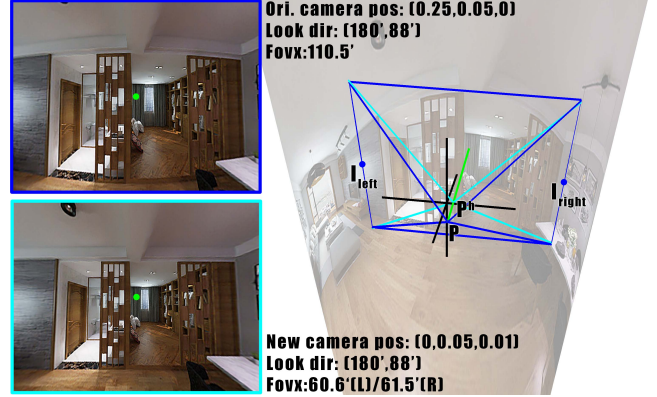 Ori. camera pos: (0.25,0.05,0)
Look dir: (180',88')
Fovx:110.5'
I left
I right
Pʰ
P
New camera pos: (0,0.05,0.01)
Look dir: (180',88')
Fovx:60.6'(L)/61.5'(R)